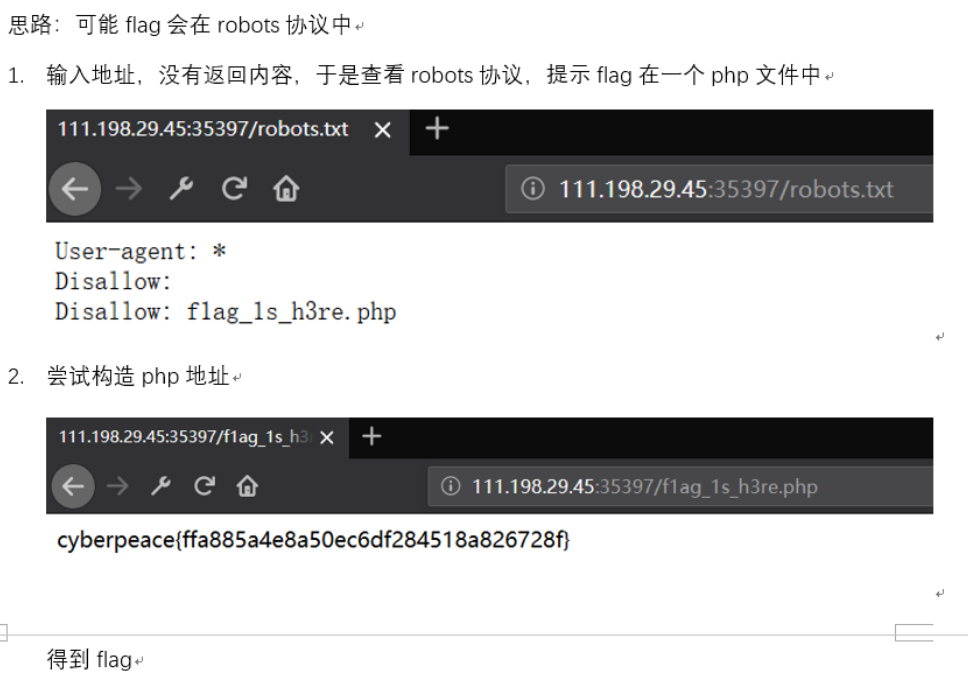 思路：可能 flag 会在 robots 协议中
1. 输入地址，没有返回内容，于是查看 robots 协议，提示 flag 在一个 php 文件中
111.198.29.45:35397/robots.txt
111.198.29.45:35397/robots.txt
User-agent: *
Disallow:
Disallow: f1ag_1s_h3re.php
2. 尝试构造 php 地址
111.198.29.45:35397/f1ag_1s_h3
111.198.29.45:35397/f1ag_1s_h3re.php
cyberpeace{ffa885a4e8a50ec6df284518a826728f}
得到 flag